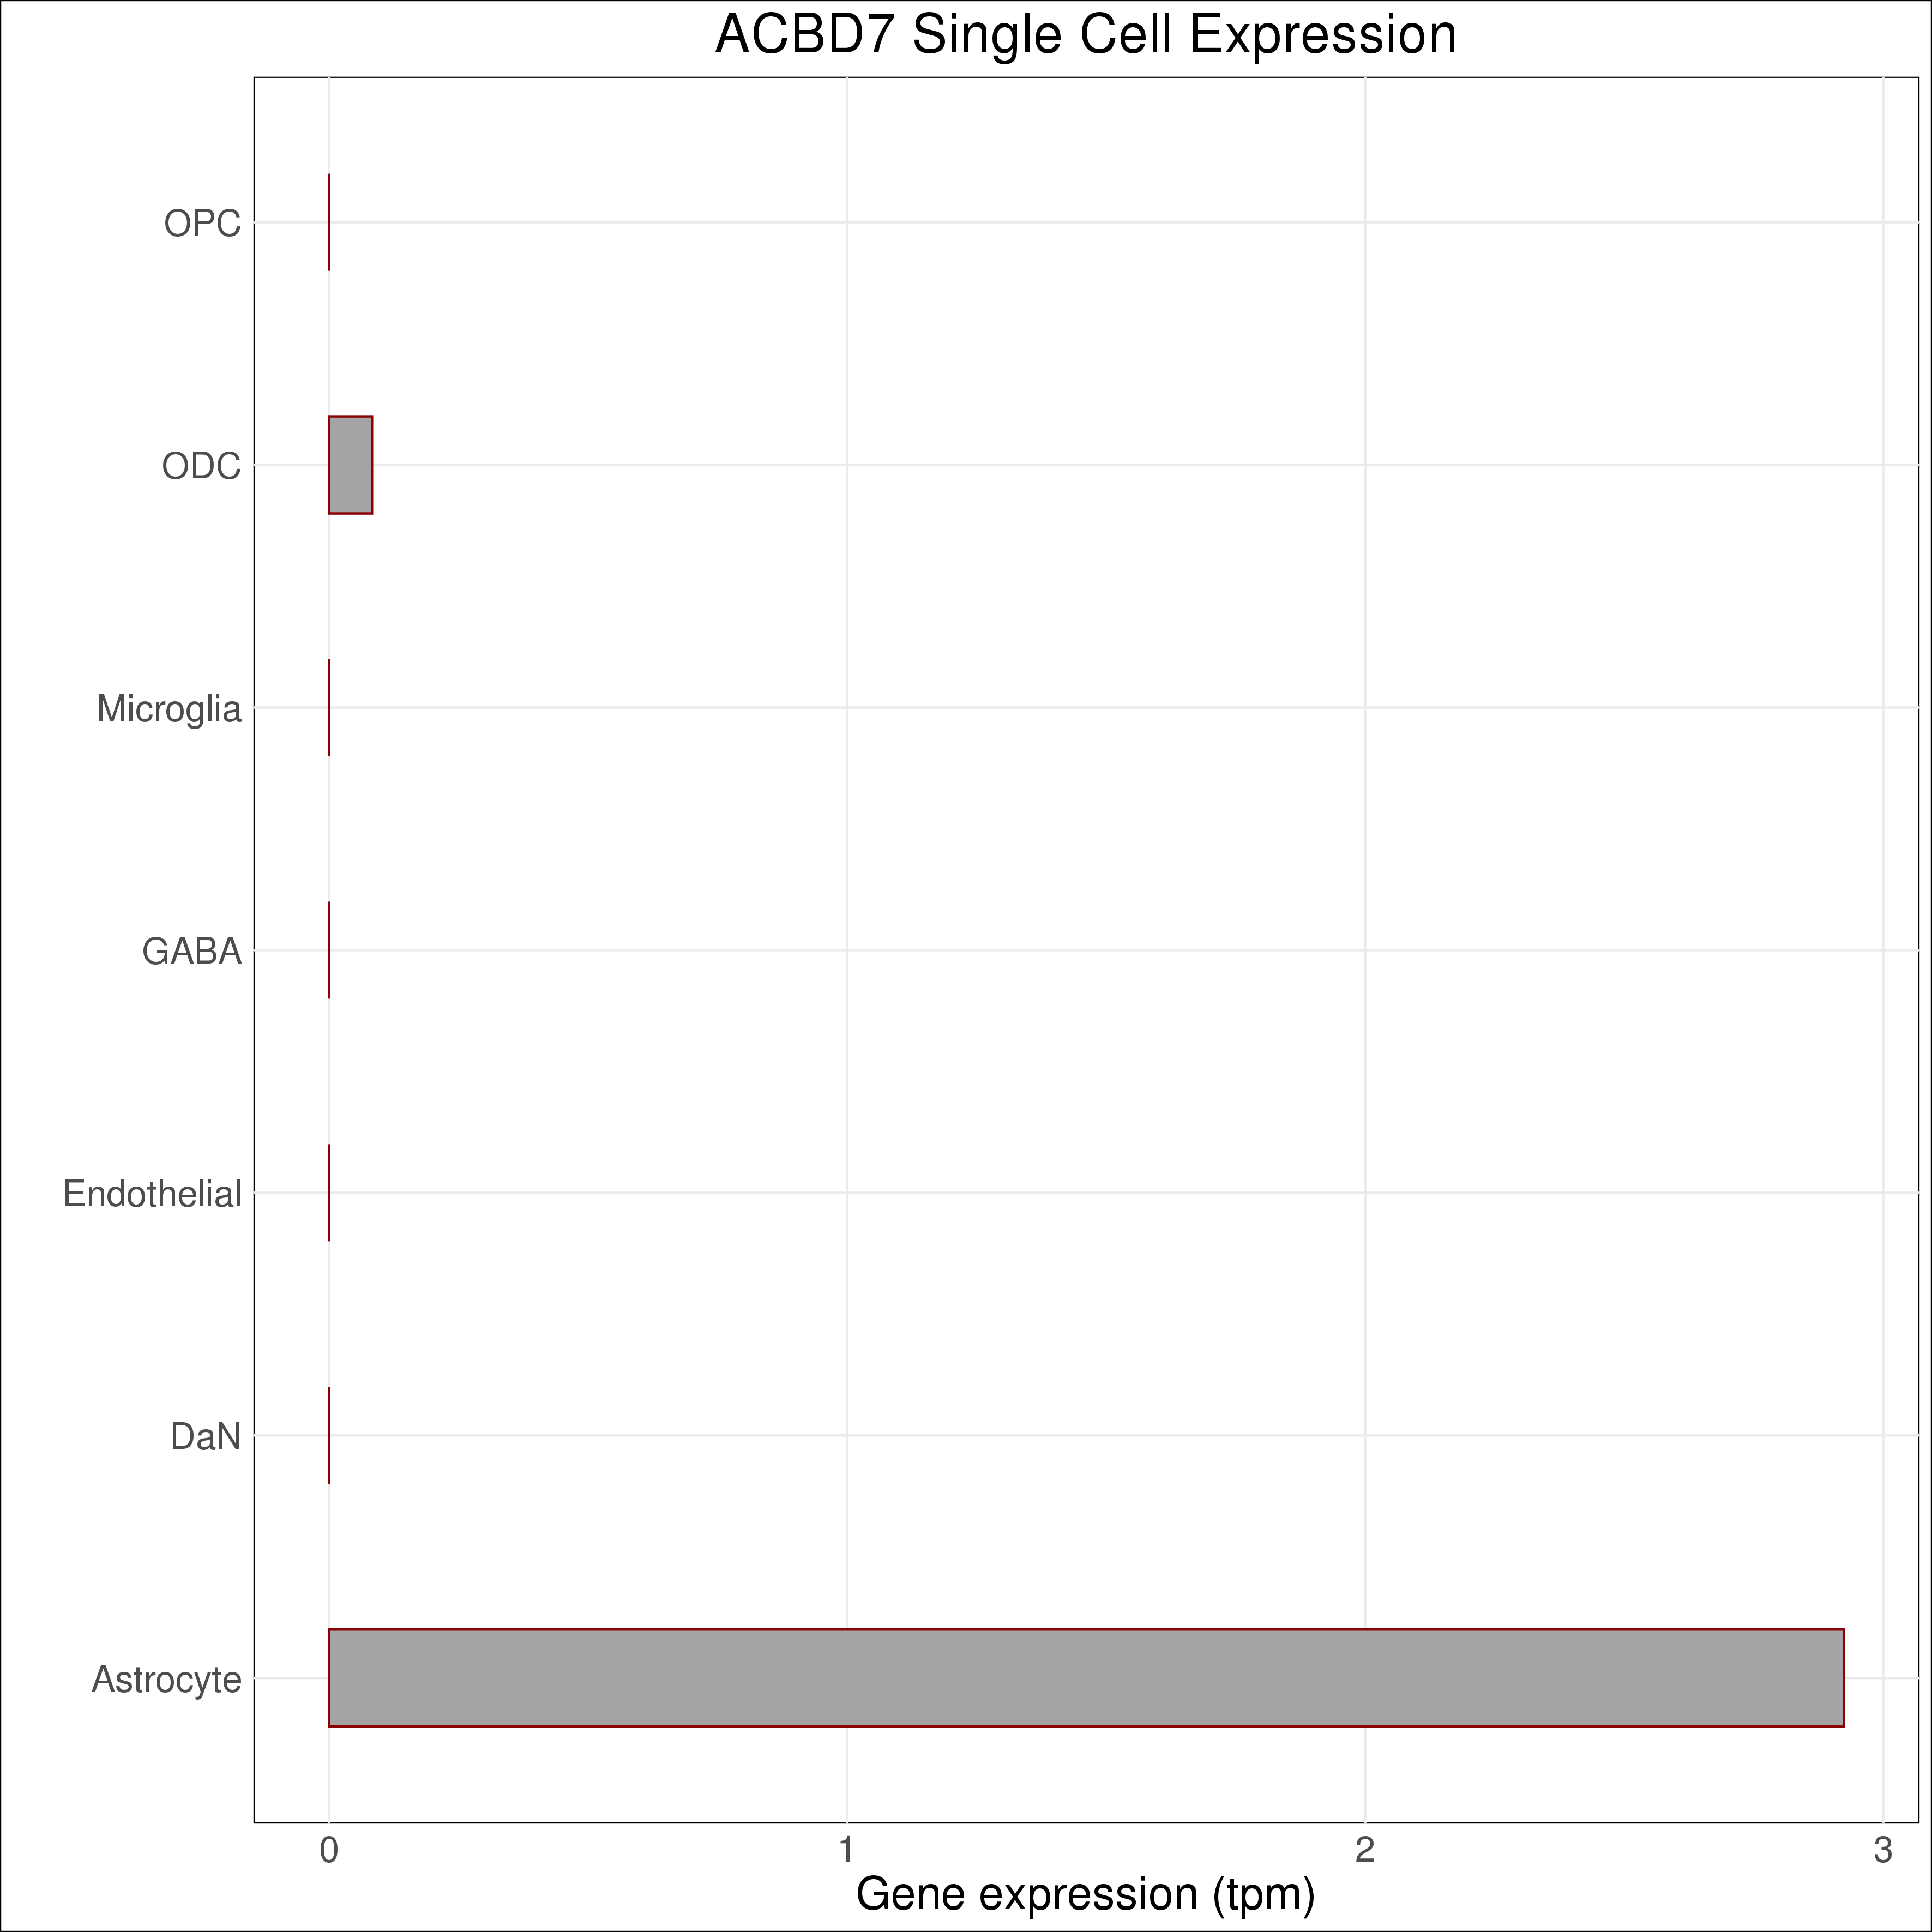 ACBD7 Single Cell Expression
OPC
ODC
Microglia
GABA
Endothelial
DaN
Astrocyte
0 1 2 3
Gene expression (tpm)